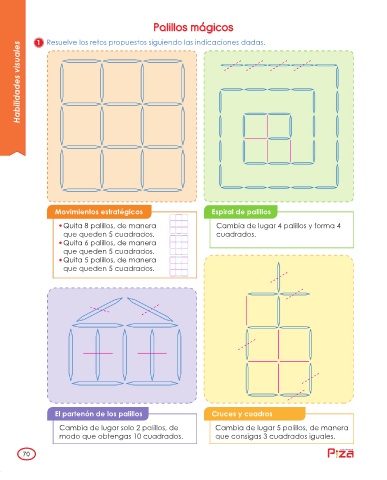 Palillos mágicos
Habilidades visuales
1 Resuelve los retos propuestos siguiendo las indicaciones dadas.
Movimientos estratégicos
• Quita 8 palillos, de manera
que queden 5 cuadrados.
• Quita 6 palillos, de manera
que queden 5 cuadrados.
• Quita 5 palillos, de manera
que queden 5 cuadrados.
Espiral de palillos
Cambia de lugar 4 palillos y forma 4
cuadrados.
El partenón de los palillos
Cambia de lugar solo 2 palillos, de
modo que obtengas 10 cuadrados.
Cruces y cuadros
Cambia de lugar 5 palillos, de manera
que consigas 3 cuadrados iguales.
70